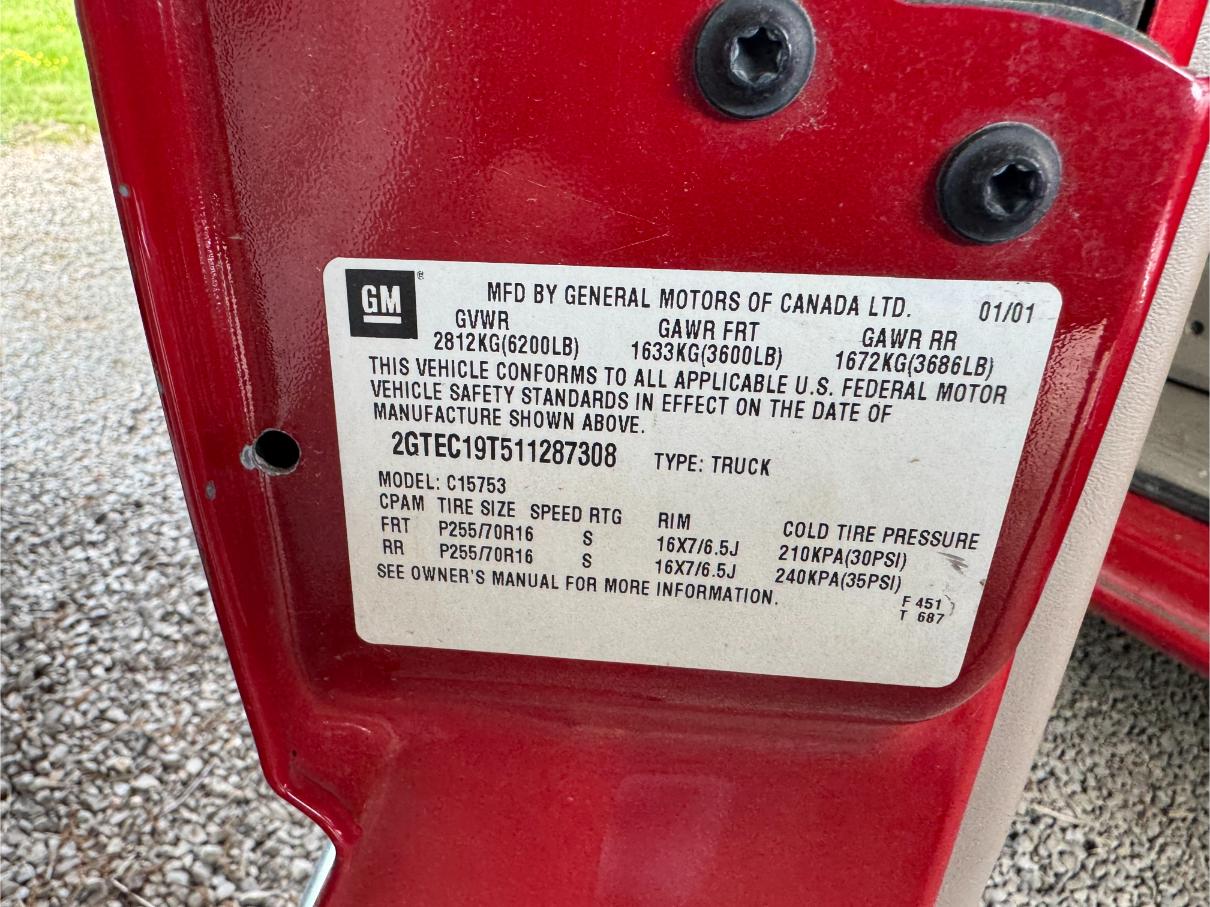 GM®
MFD BY GENERAL MOTORS OF CANADA LTD. 01/01
GVWR GAWR FRT GAWR RR
2812KG(6200LB) 1633KG(3600LB) 1672KG(3686LB)
THIS VEHICLE CONFORMS TO ALL APPLICABLE U.S. FEDERAL MOTOR
VEHICLE SAFETY STANDARDS IN EFFECT ON THE DATE OF
MANUFACTURE SHOWN ABOVE.
2GTEC19T511287308 TYPE: TRUCK
MODEL: C15753
CPAM TIRE SIZE SPEED RTG RIM COLD TIRE PRESSURE
FRT P255/70R16 S 16X7/6.5J 210KPA(30PSI)
RR P255/70R16 S 16X7/6.5J 240KPA(35PSI)
SEE OWNER'S MANUAL FOR MORE INFORMATION.
F 451
T 687